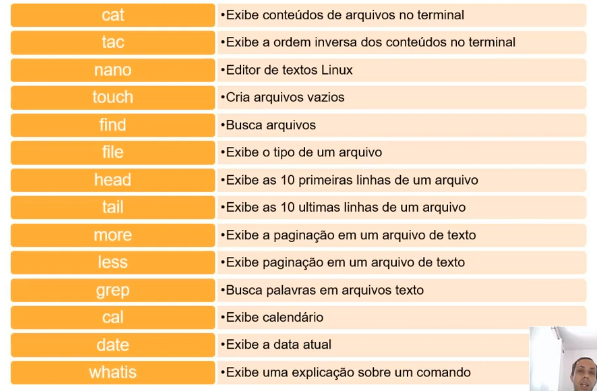 cat •Exibe conteúdos de arquivos no terminal
tac •Exibe a ordem inversa dos conteúdos no terminal
nano •Editor de textos Linux
touch •Cria arquivos vazios
find •Busca arquivos
file •Exibe o tipo de um arquivo
head •Exibe as 10 primeiras linhas de um arquivo
tail •Exibe as 10 ultimas linhas de um arquivo
more •Exibe a paginação em um arquivo de texto
less •Exibe paginação em um arquivo de texto
grep •Busca palavras em arquivos texto
cal •Exibe calendário
date •Exibe a data atual
whatis •Exibe uma explicação sobre um comando